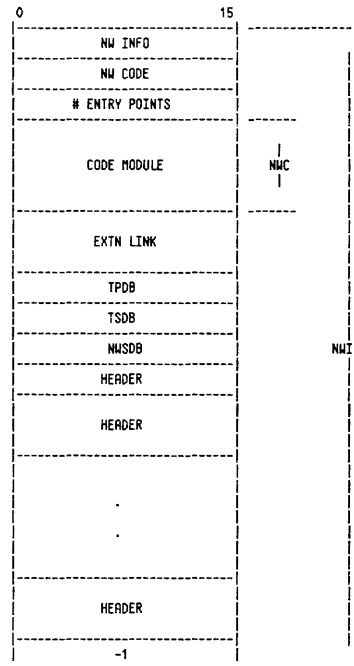 0 15
NW INFO
NW CODE
# ENTRY POINTS
CODE MODULE NWC
EXTN LINK
TPDB
TSDB
NWSDB NWI
HEADER
HEADER
.
.
HEADER
-1